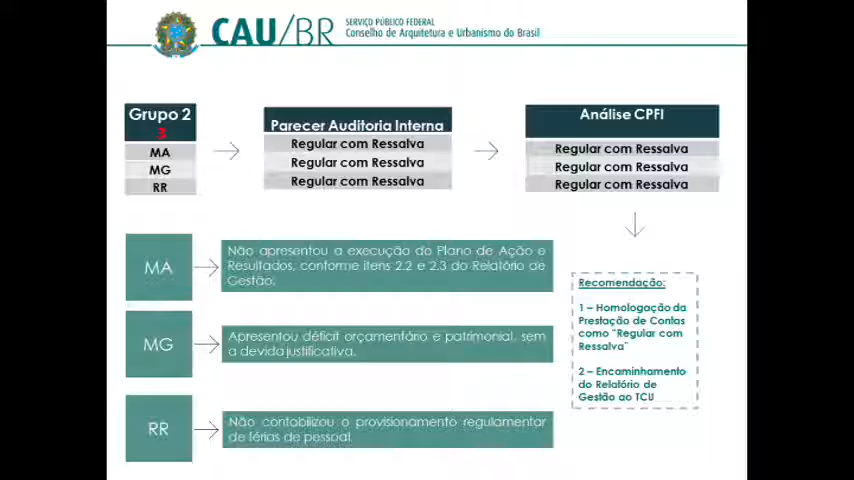 CAU/BR
SERVIÇO PÚBLICO FEDERAL
Conselho de Arquitetura e Urbanismo do Brasil
Grupo 2
3
MA
MG
RR
Parecer Auditoria Interna
Regular com Ressalva
Regular com Ressalva
Regular com Ressalva
Análise CPFI
Regular com Ressalva
Regular com Ressalva
Regular com Ressalva
MA
Não apresentou a execução do Plano de Ação e
Resultados, conforme itens 2.2 e 2.3 do Relatório de
Gestão.
MG
Apresentou déficit orçamentário e patrimonial, sem
a devida justificativa.
RR
Não contabilizou o provisionamento regulamentar
de férias de pessoal.
Recomendação:
1 – Homologação da
Prestação de Contas
como "Regular com
Ressalva"
2 – Encaminhamento
do Relatório de
Gestão ao TCU